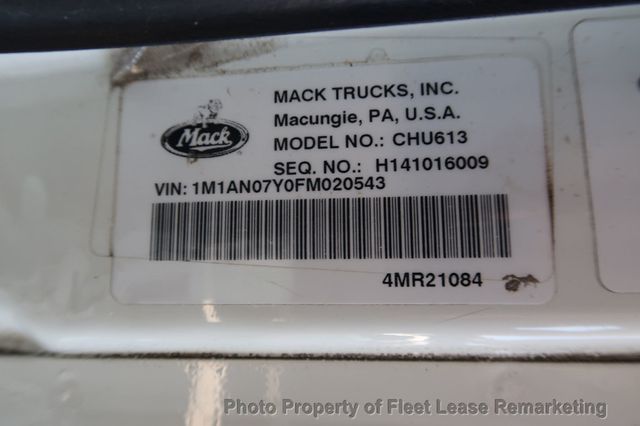 MACK TRUCKS, INC.
Mack
Macungie, PA, U.S.A.
MODEL NO.: CHU613
SEQ. NO.: H141016009
VIN: 1M1AN07Y0FM020543
4MR21084
Photo Property of Fleet Lease Remarketing